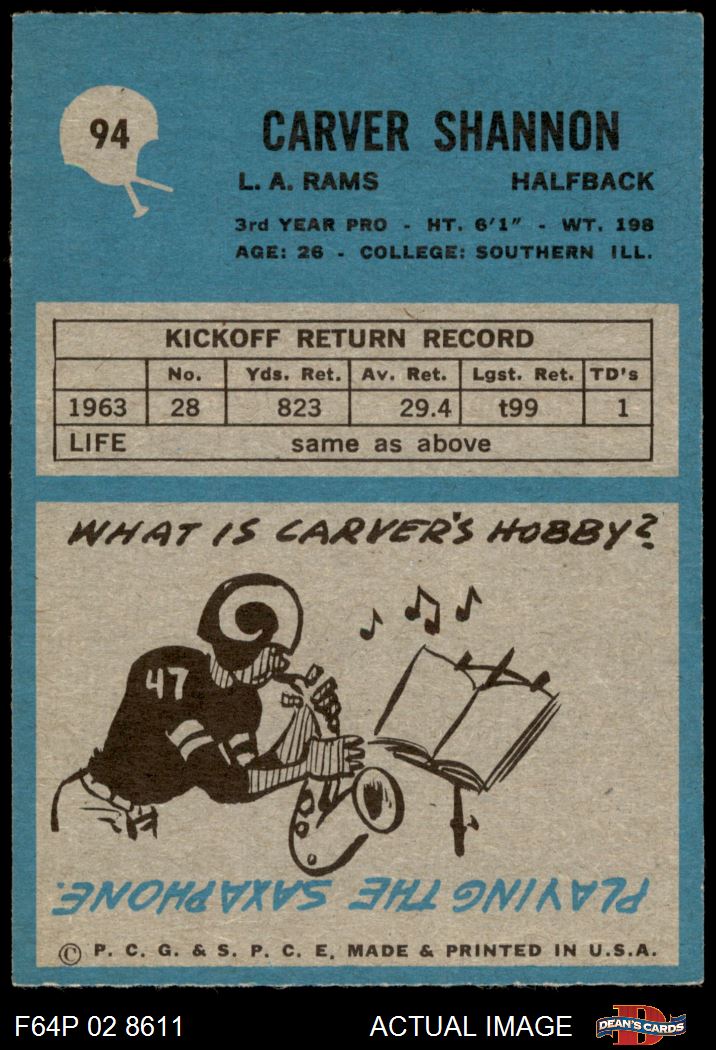 94
CARVER SHANNON
L. A. RAMS HALFBACK
3rd YEAR PRO - HT. 6'1" - WT. 198
AGE: 26 - COLLEGE: SOUTHERN ILL.
KICKOFF RETURN RECORD
No. Yds. Ret. Av. Ret. Lgst. Ret. TD's
1963 28 823 29.4 t99 1
LIFE same as above
WHAT IS CARVER'S HOBBY?
47
PLAYING THE SAXAPHONE.
© P. C. G. & S. P. C. E. MADE & PRINTED IN U.S.A.
F64P 02 8611 ACTUAL IMAGE D DEAN'S CARDS